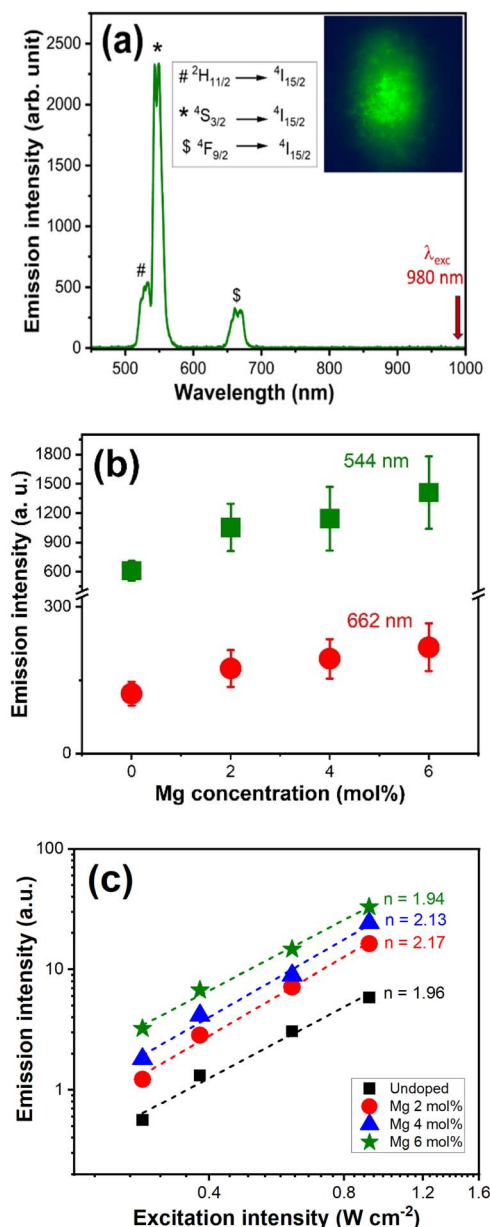 (a)
Emission intensity (arb. unit)
2500
2000
1500
1000
500
0
*
#
$
# ²H₁₁/₂ → ⁴I₁₅/₂
* ⁴S₃/₂ → ⁴I₁₅/₂
$ ⁴F₉/₂ → ⁴I₁₅/₂
λexc
980 nm
500 600 700 800 900 1000
Wavelength (nm)
(b)
Emission intensity (a. u.)
1800
1500
1200
900
600
300
0
544 nm
662 nm
0 2 4 6
Mg concentration (mol%)
(c)
Emission intensity (a.u.)
100
10
1
n = 1.94
n = 2.13
n = 2.17
n = 1.96
Undoped
Mg 2 mol%
Mg 4 mol%
Mg 6 mol%
0.4 0.8 1.2 1.6
Excitation intensity (W cm⁻²)